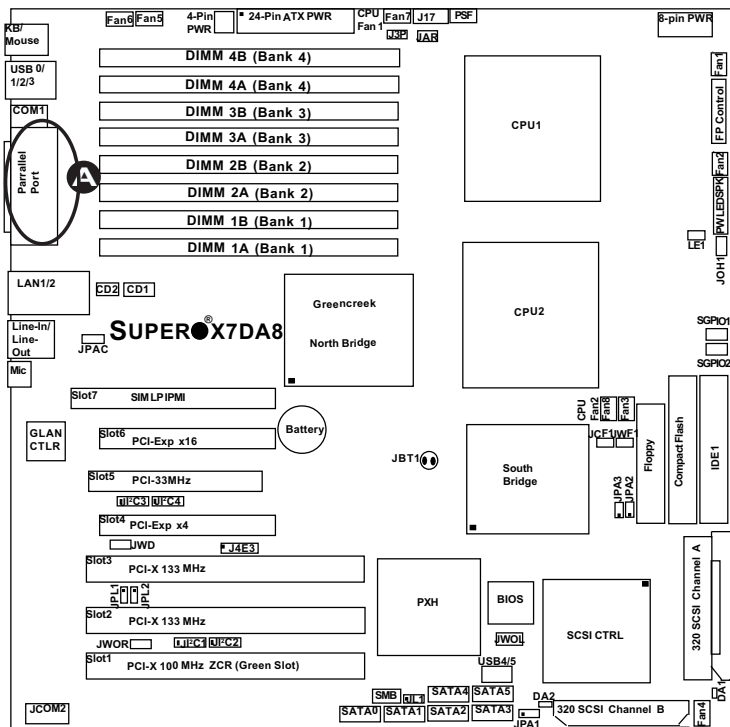 KB/
Mouse
Fan6 Fan5
4-Pin
PWR
24-Pin ATX PWR
CPU
Fan 1
Fan7
J17
PSF
J3P
JAR
8-pin PWR
USB 0/
1/2/3
COM1
Parrallel
Port
A
DIMM 4B (Bank 4)
DIMM 4A (Bank 4)
DIMM 3B (Bank 3)
DIMM 3A (Bank 3)
DIMM 2B (Bank 2)
DIMM 2A (Bank 2)
DIMM 1B (Bank 1)
DIMM 1A (Bank 1)
CPU1
Fan1
FP Control
Fan2
PWLEDSPK
LE1
JOH1
LAN1/2
CD2 CD1
SUPER®X7DA8
Greencreek
North Bridge
CPU2
Line-In/
Line-
Out
JPAC
Mic
SGPIO1
SGPIO2
Slot7 SIMLP IPMI
GLAN
CTLR
Slot6
PCI-Exp x16
Battery
CPU
Fan2
Fan8
Fan3
JCF1 JWF1
Floppy
Compact Flash
IDE1
JBT1
South
Bridge
Slot5
PCI-33MHz
JI²C3 JI²C4
JPA3
JPA2
Slot4
PCI-Exp x4
JWD
J4E3
Slot3
PCI-X 133 MHz
JPL1
JPL2
PXH
BIOS
SCSI CTRL
320 SCSI Channel A
Slot2
PCI-X 133 MHz
JWOR
JI²C1 JI²C2
JWOL
Slot1
PCI-X 100 MHz ZCR (Green Slot)
USB4/5
JCOM2
SMB
JL1
SATA4 SATA5
SATA0 SATA1 SATA2 SATA3
DA2
JPA1
320 SCSI Channel B
Fan4
DA1